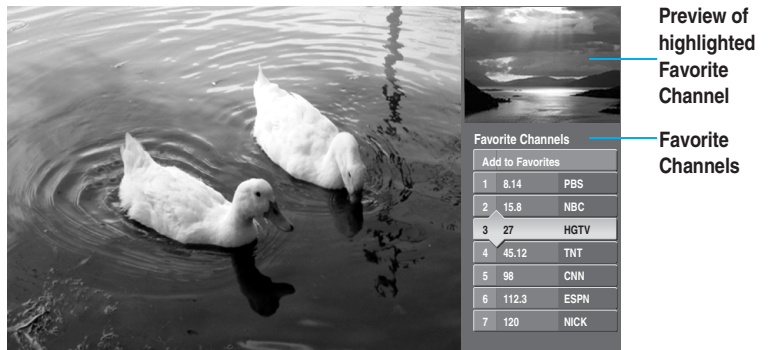 Preview of
highlighted
Favorite
Channel
Favorite Channels
Favorite
Channels
Add to Favorites
1 8.14 PBS
2 15.8 NBC
3 27 HGTV
4 45.12 TNT
5 98 CNN
6 112.3 ESPN
7 120 NICK